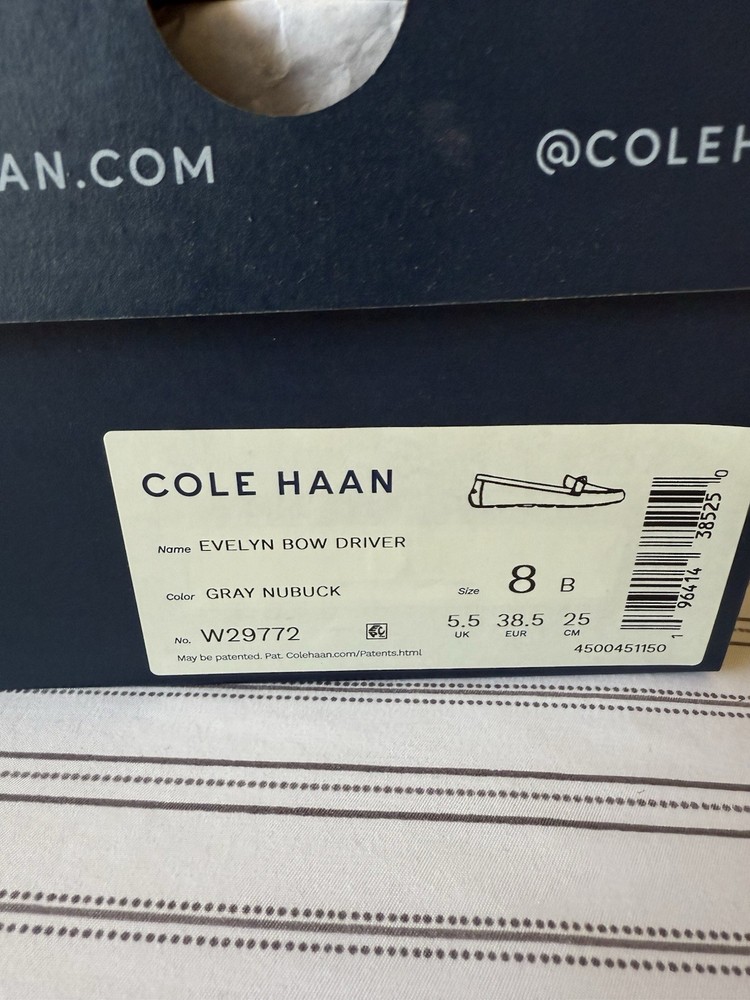 AN.COM
@COLEH
COLE HAAN
Name EVELYN BOW DRIVER
Color GRAY NUBUCK
Size 8 B
No. W29772
5.5 38.5 25
UK EUR CM
May be patented. Pat. Colehaan.com/Patents.html
4500451150
1 96414 38525 0